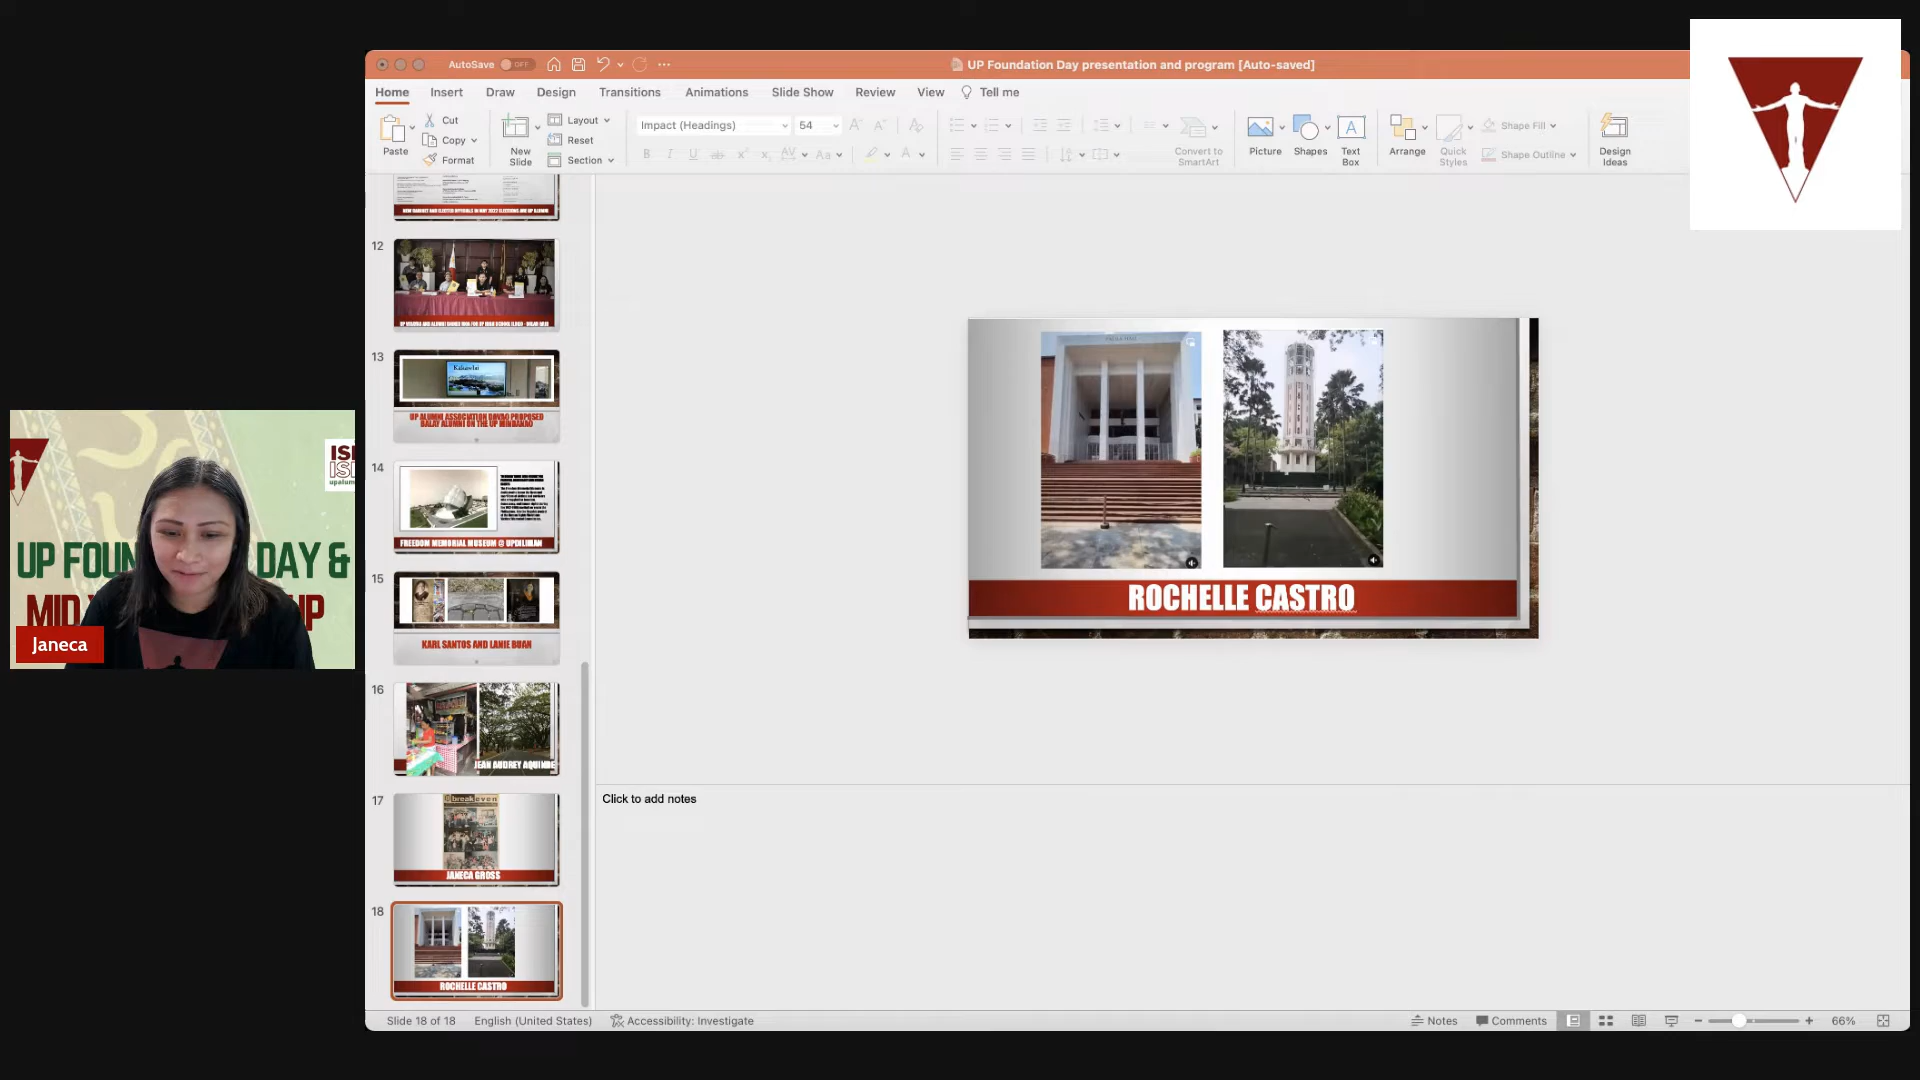 AutoSave OFF
UP Foundation Day presentation and program [Auto-saved]
Home Insert Draw Design Transitions Animations Slide Show Review View Tell me
Paste
Cut
Copy
Format
New Slide
Layout
Reset
Section
Impact (Headings) 54
Convert to SmartArt
Picture
Shapes
Text Box
Arrange
Quick Styles
Shape Fill
Shape Outline
Design Ideas
12
13
Kakawlai
UP ALUMNI ASSOCIATION DAVAO PROPOSED
BALAY ALUMNI ON THE UP MINDANAO
14
FREEDOM MEMORIAL MUSEUM @ UPDILIMAN
15
KARL SANTOS AND LANIE BUAN
16
JEAN AUDREY AQUINDE
17
breakeven
JANECA GROSS
18
ROCHELLE CASTRO
ROCHELLE CASTRO
Click to add notes
UP FOUN DAY &
MID UP
Janeca
Slide 18 of 18 English (United States) Accessibility: Investigate
Notes Comments 66%